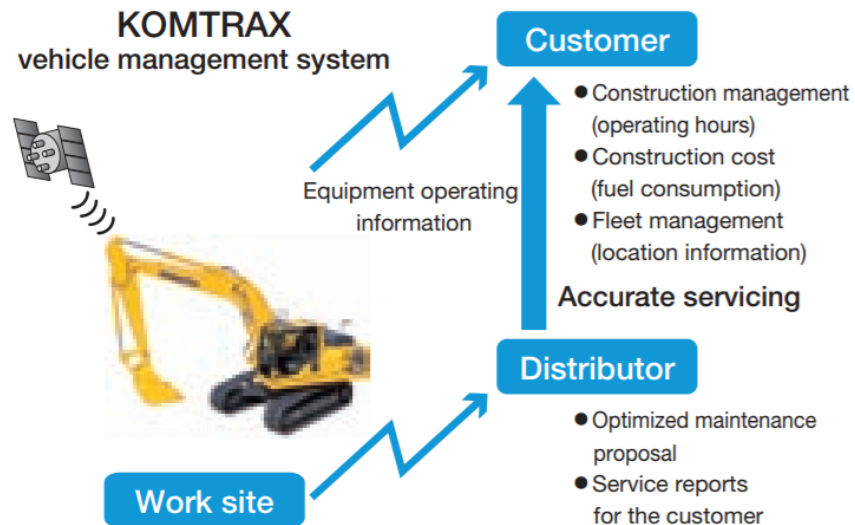 KOMTRAX
vehicle management system
Customer
● Construction management
(operating hours)
● Construction cost
(fuel consumption)
● Fleet management
(location information)
Equipment operating
information
Accurate servicing
Distributor
● Optimized maintenance
proposal
● Service reports
for the customer
Work site